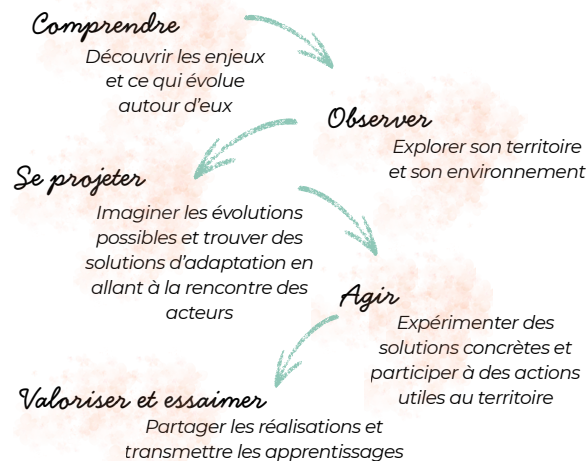 Comprendre
Découvrir les enjeux
et ce qui évolue
autour d'eux
Observer
Explorer son territoire
et son environnement
Se projeter
Imaginer les évolutions
possibles et trouver des
solutions d'adaptation en
allant à la rencontre des
acteurs
Agir
Expérimenter des
solutions concrètes et
participer à des actions
utiles au territoire
Valoriser et essaimer
Partager les réalisations et
transmettre les apprentissages